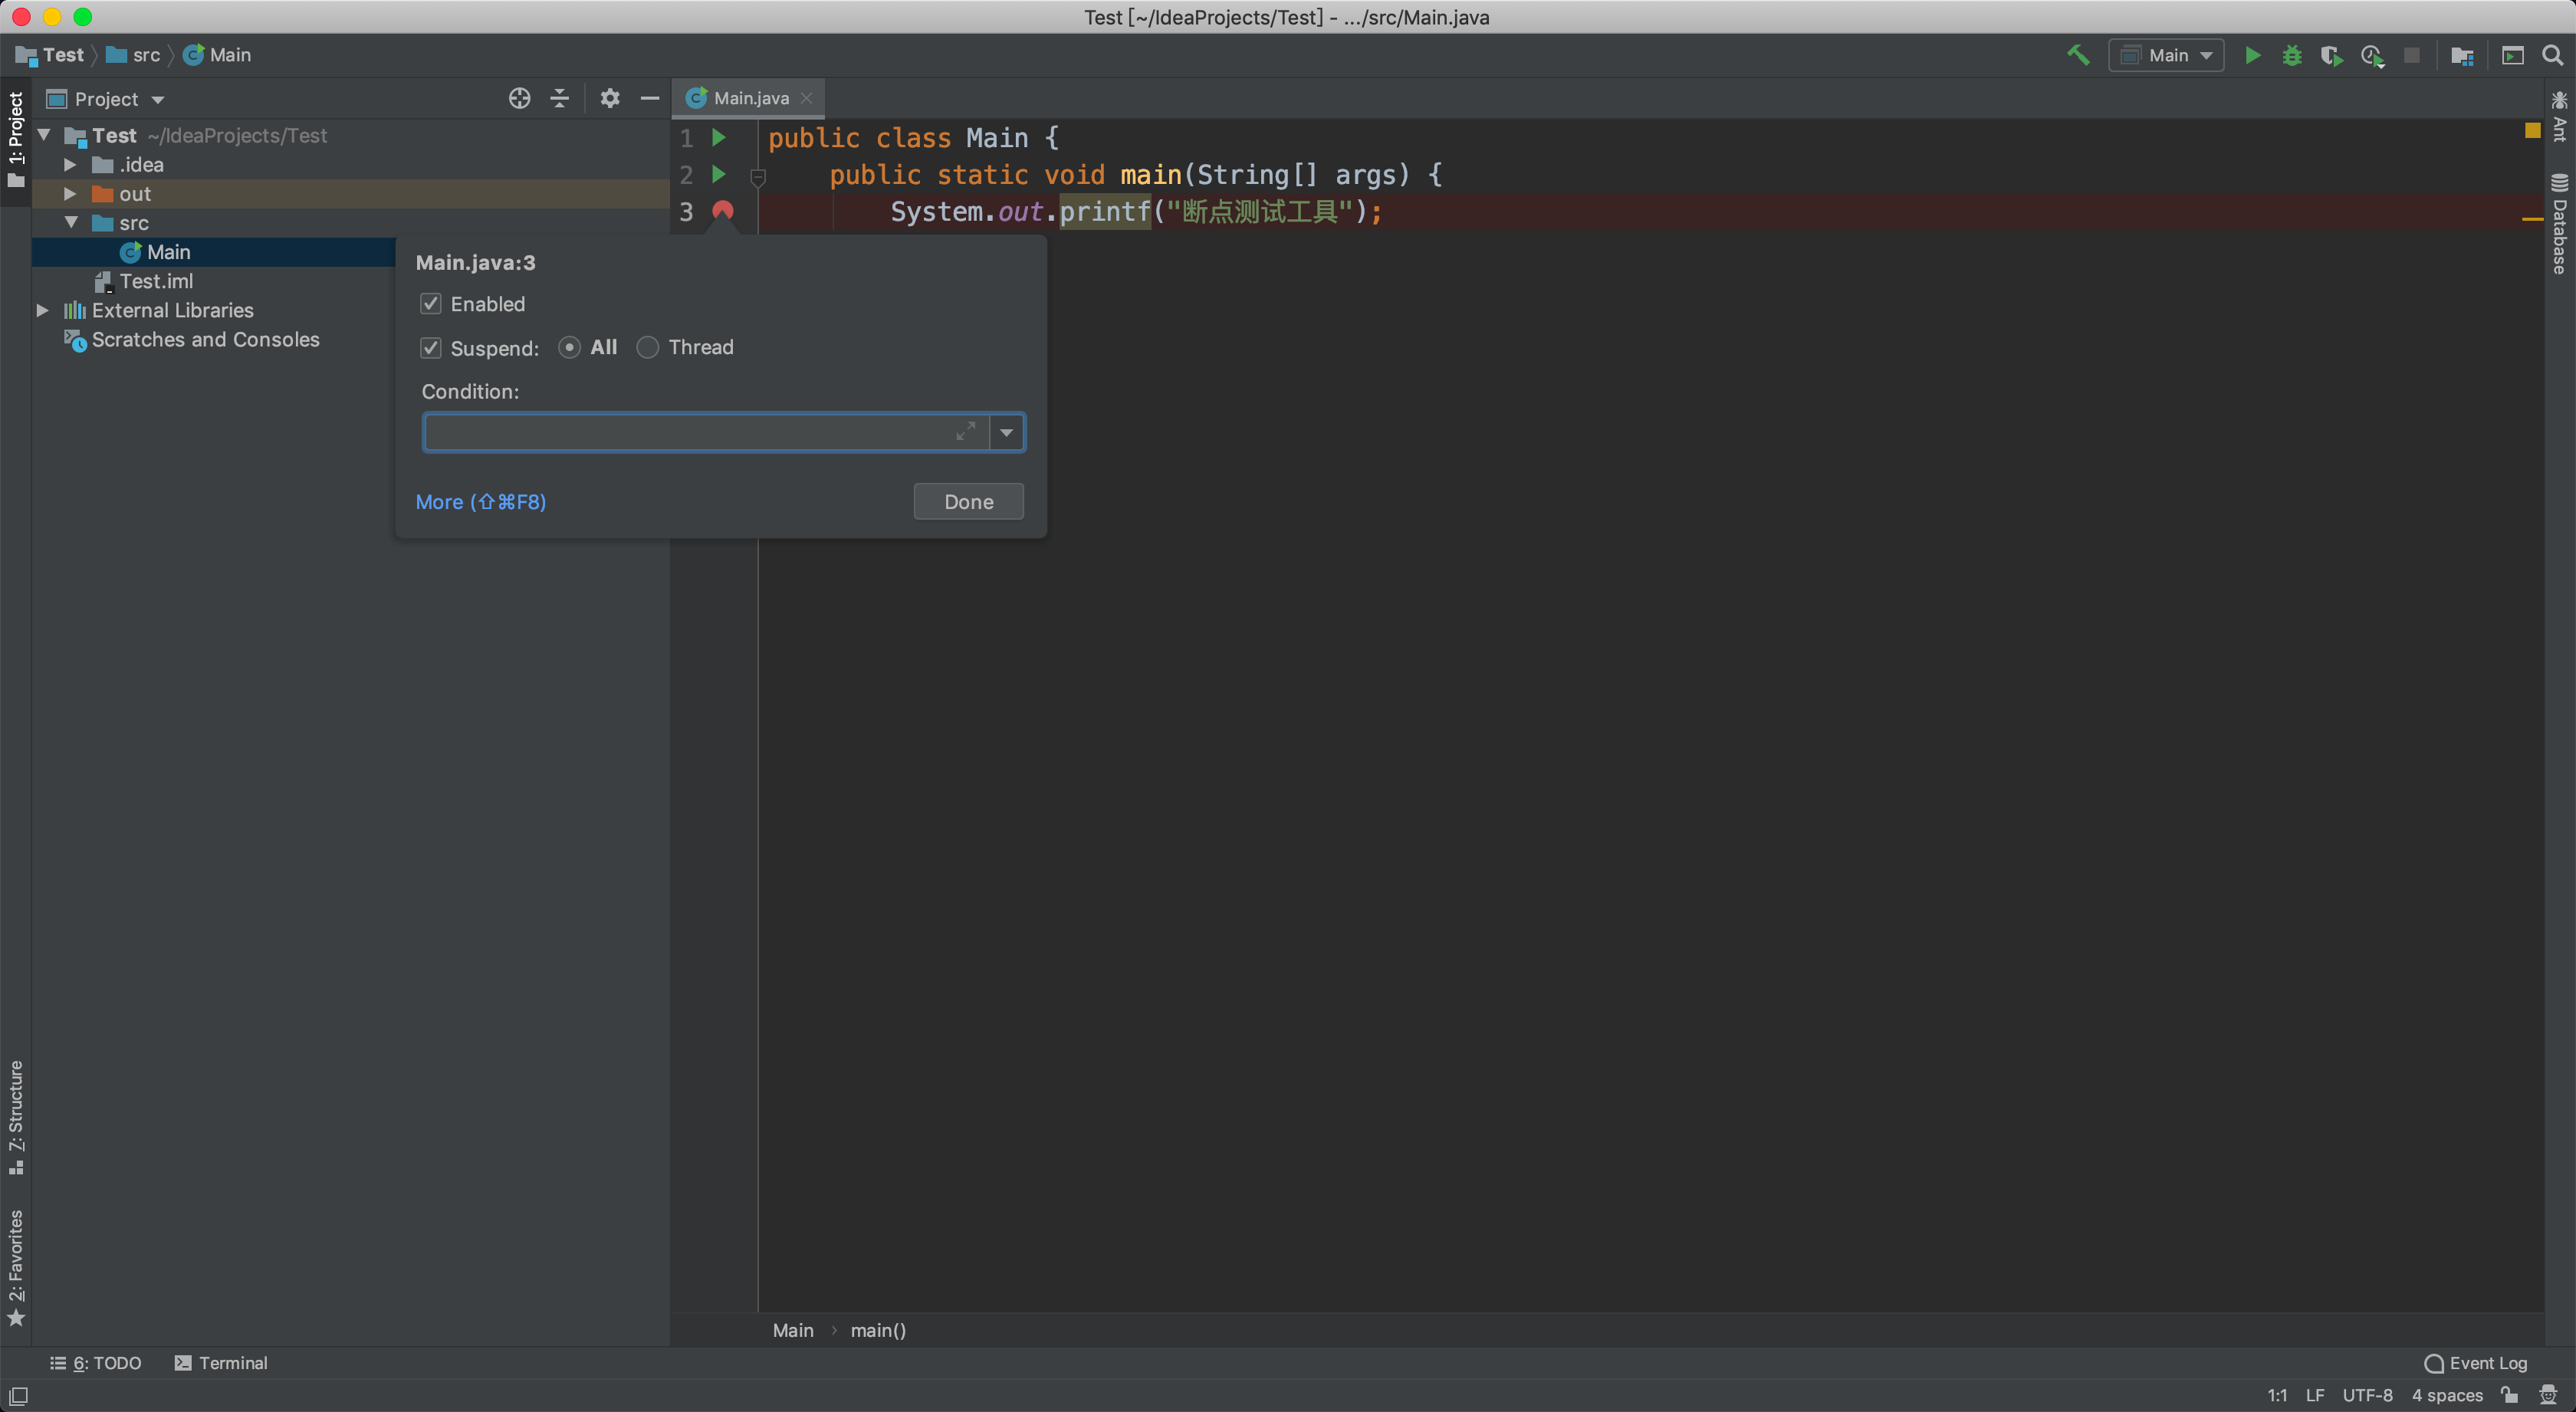 Test [~/IdeaProjects/Test] - .../src/Main.java
Test src Main
Main
Project
Main.java
1: Project
Ant
Database
Test ~/IdeaProjects/Test
.idea
out
src
Main
Test.iml
External Libraries
Scratches and Consoles
1 public class Main {
2 public static void main(String[] args) {
3 System.out.printf("断点测试工具");
Main.java:3
Enabled
Suspend: All Thread
Condition:
More (⇧⌘F8)
Done
7: Structure
2: Favorites
Main › main()
6: TODO Terminal
Event Log
1:1 LF UTF-8 4 spaces